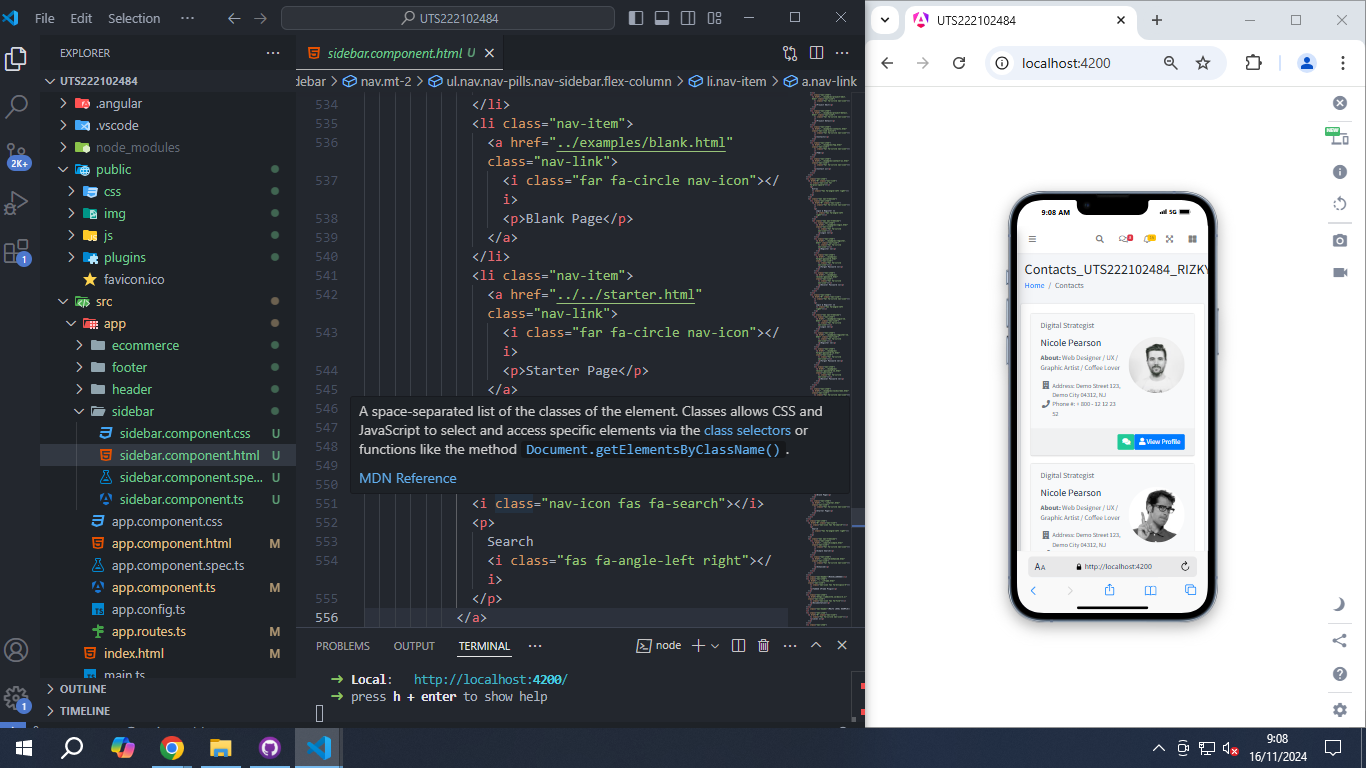 File Edit Selection ··· UTS222102484
EXPLORER ···
UTS222102484
.angular
.vscode
node_modules
public
css
img
js
plugins
favicon.ico
src
app
ecommerce
footer
header
sidebar
sidebar.component.css U
sidebar.component.html U
sidebar.component.spe... U
sidebar.component.ts U
app.component.css
app.component.html M
app.component.spec.ts
app.component.ts M
app.config.ts
app.routes.ts M
index.html M
main.ts
OUTLINE
TIMELINE
2K+
1
1
sidebar.component.html U
debar > nav.mt-2 > ul.nav.nav-pills.nav-sidebar.flex-column > li.nav-item > a.nav-link
534 </li>
535 <li class="nav-item">
536 <a href="../examples/blank.html"
class="nav-link">
537 <i class="far fa-circle nav-icon"></
i>
538 <p>Blank Page</p>
539 </a>
540 </li>
541 <li class="nav-item">
542 <a href="../../starter.html"
class="nav-link">
543 <i class="far fa-circle nav-icon"></
i>
544 <p>Starter Page</p>
545 </a>
546
547
548
549
550
A space-separated list of the classes of the element. Classes allows CSS and
JavaScript to select and access specific elements via the class selectors or
functions like the method Document.getElementsByClassName().
MDN Reference
551 <i class="nav-icon fas fa-search"></i>
552 <p>
553 Search
554 <i class="fas fa-angle-left right"></
i>
555 </p>
556 </a>
PROBLEMS OUTPUT TERMINAL ··· node
➜ Local: http://localhost:4200/
➜ press h + enter to show help
UTS222102484
localhost:4200
NEW
9:08 AM 5G
Contacts_UTS222102484_RIZKY
Home / Contacts
Digital Strategist
Nicole Pearson
About: Web Designer / UX /
Graphic Artist / Coffee Lover
Address: Demo Street 123,
Demo City 04312, NJ
Phone #: + 800 - 12 12 23
52
View Profile
Digital Strategist
Nicole Pearson
About: Web Designer / UX /
Graphic Artist / Coffee Lover
Address: Demo Street 123,
Demo City 04312, NJ
AA http://localhost:4200
9:08
16/11/2024